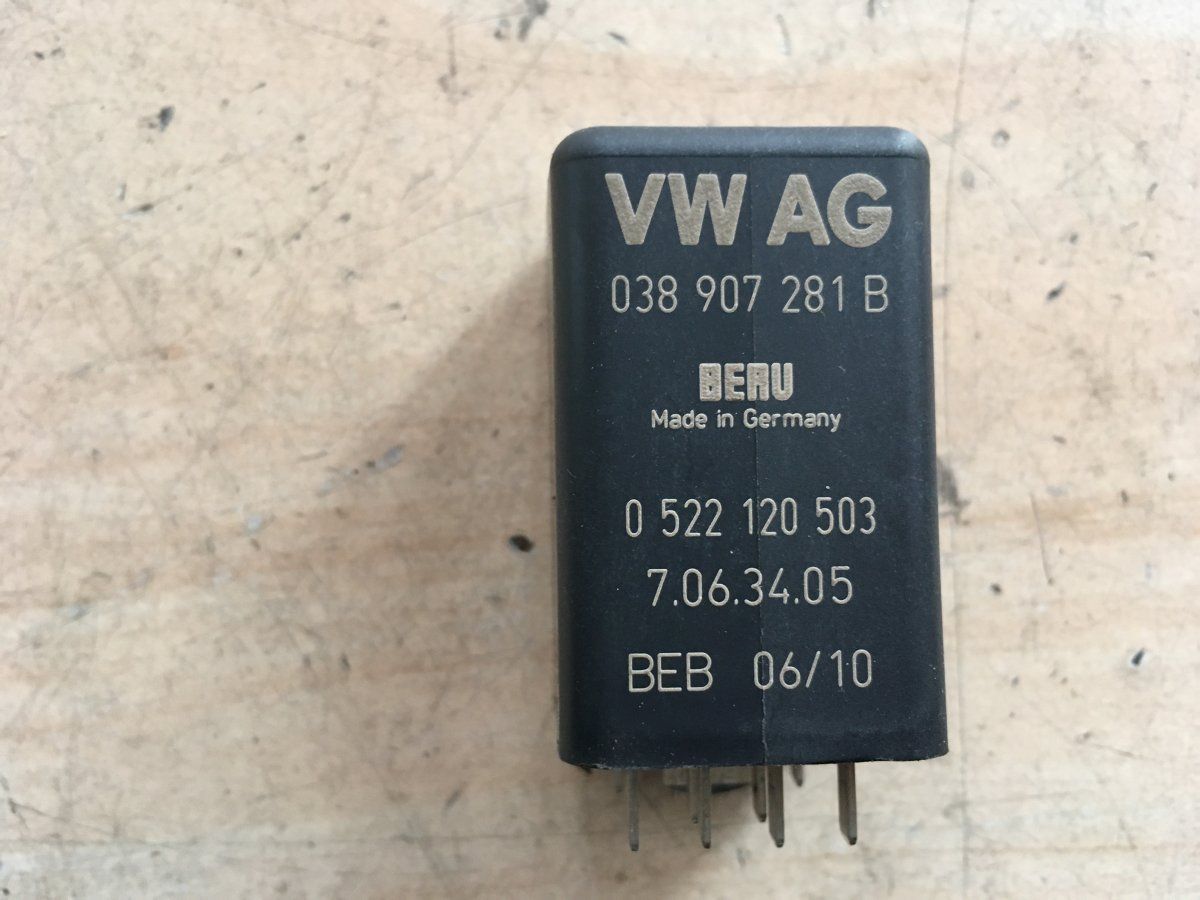 VW AG
038 907 281 B
BERU
Made in Germany
0 522 120 503
7.06.34.05
BEB 06/10